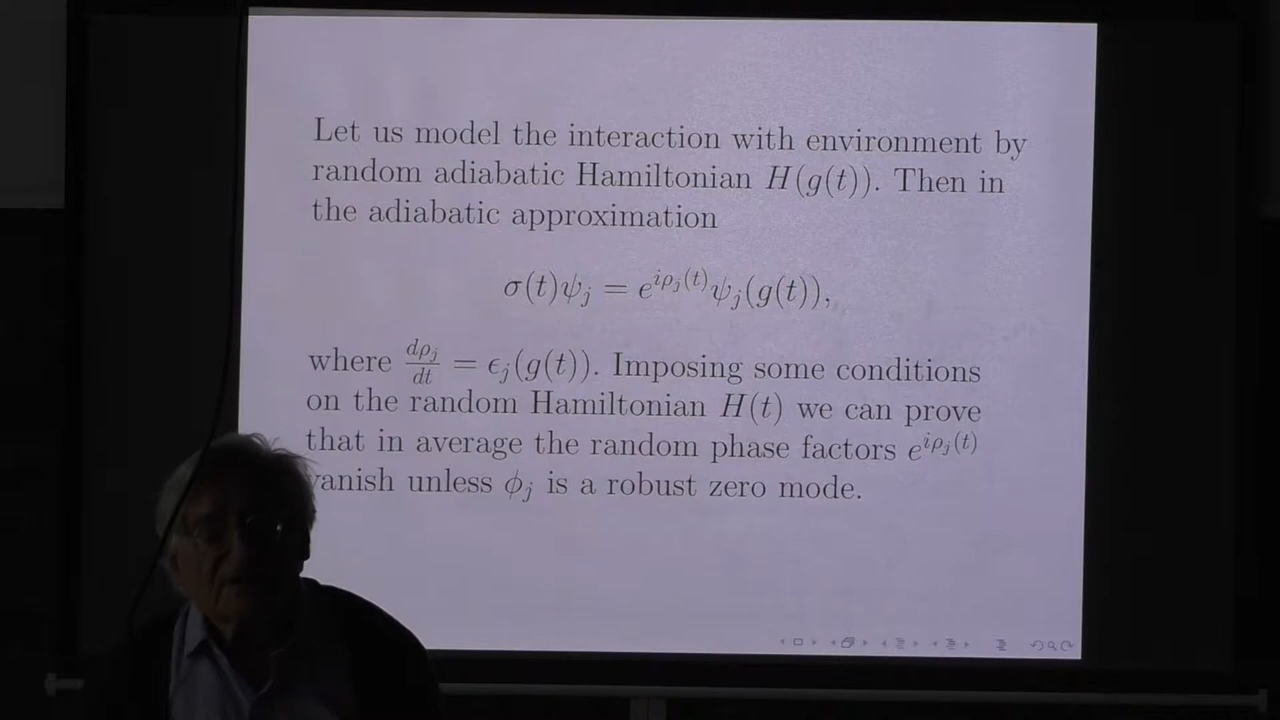 Let us model the interaction with environment by
random adiabatic Hamiltonian H(g(t)). Then in
the adiabatic approximation
σ(t)ψ_j = e^{iρ_j(t)}ψ_j(g(t)),
where dρ_j/dt = ϵ_j(g(t)). Imposing some conditions
on the random Hamiltonian H(t) we can prove
that in average the random phase factors e^{iρ_j(t)}
vanish unless ϕ_j is a robust zero mode.